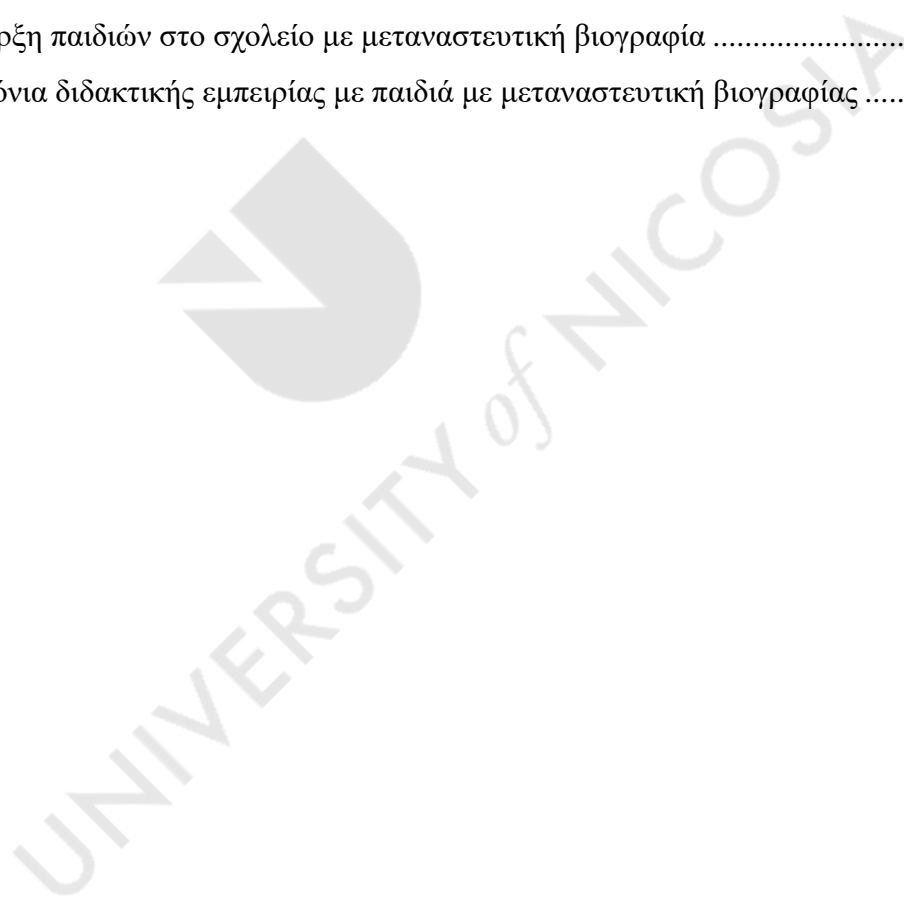 ρξη παιδιών στο σχολείο με μεταναστευτική βιογραφία ........................
όνια διδακτικής εμπειρίας με παιδιά με μεταναστευτική βιογραφίας .....
UNIVERSITY of NICOSIA